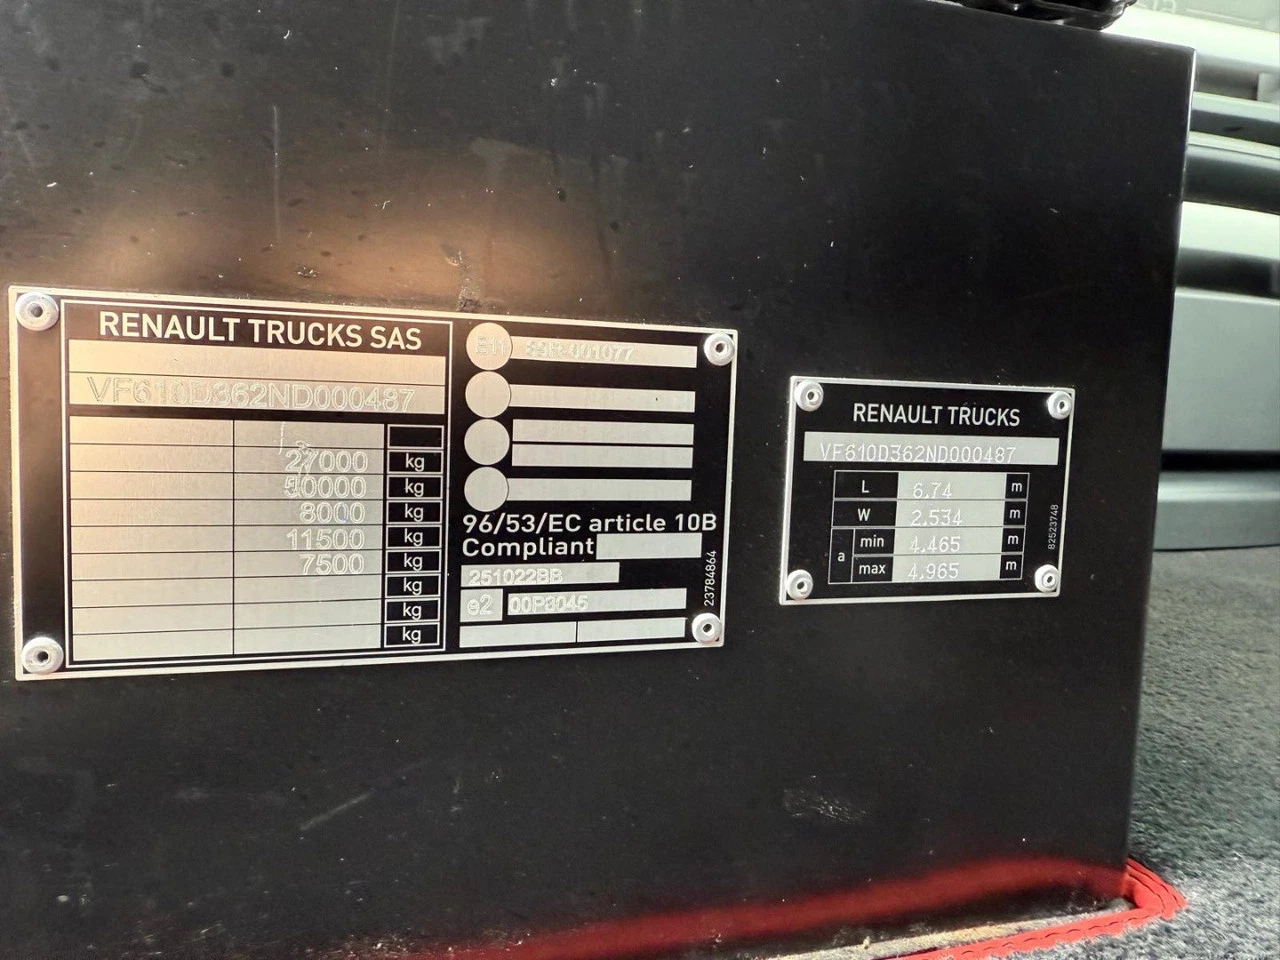 RENAULT TRUCKS SAS
VF610D362ND000487
27000 kg
50000 kg
8000 kg
11500 kg
7500 kg
kg
kg
kg
E11
96/53/EC article 10B
Compliant
251022BB
e2 00P8045
23784864
RENAULT TRUCKS
VF610D362ND000487
L 6.74 m
W 2.534 m
a min 4.465 m
max 4.965 m
82523748